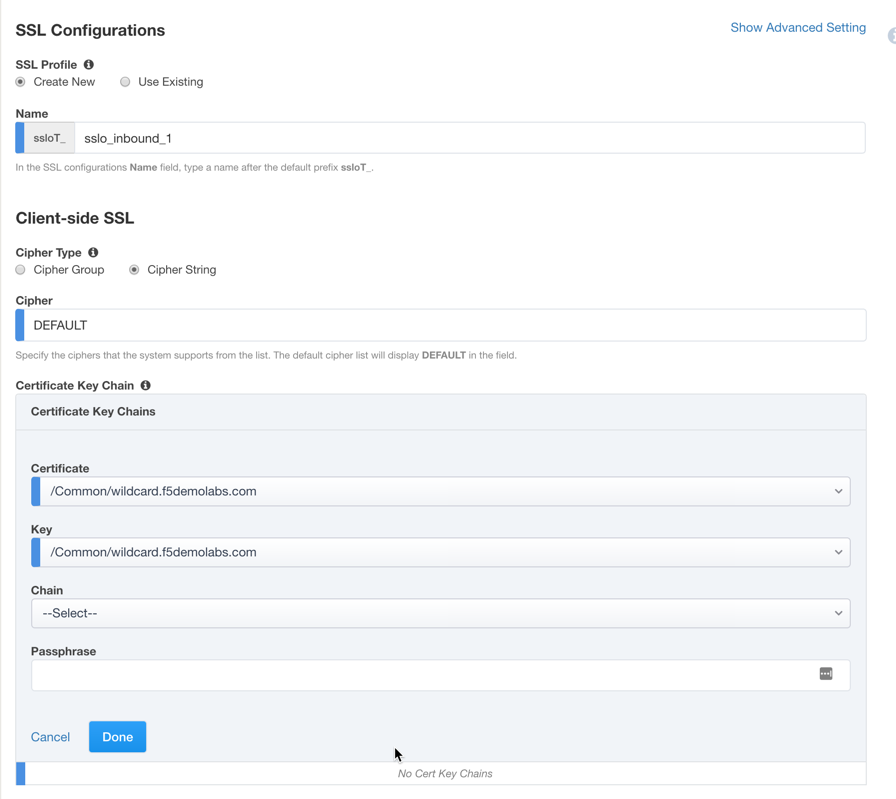 SSL Configurations
Show Advanced Setting
SSL Profile
Create New
Use Existing
Name
ssloT_
sslo_inbound_1
In the SSL configurations Name field, type a name after the default prefix ssloT_.
Client-side SSL
Cipher Type
Cipher Group
Cipher String
Cipher
DEFAULT
Specify the ciphers that the system supports from the list. The default cipher list will display DEFAULT in the field.
Certificate Key Chain
Certificate Key Chains
Certificate
/Common/wildcard.f5demolabs.com
Key
/Common/wildcard.f5demolabs.com
Chain
--Select--
Passphrase
Cancel
Done
No Cert Key Chains